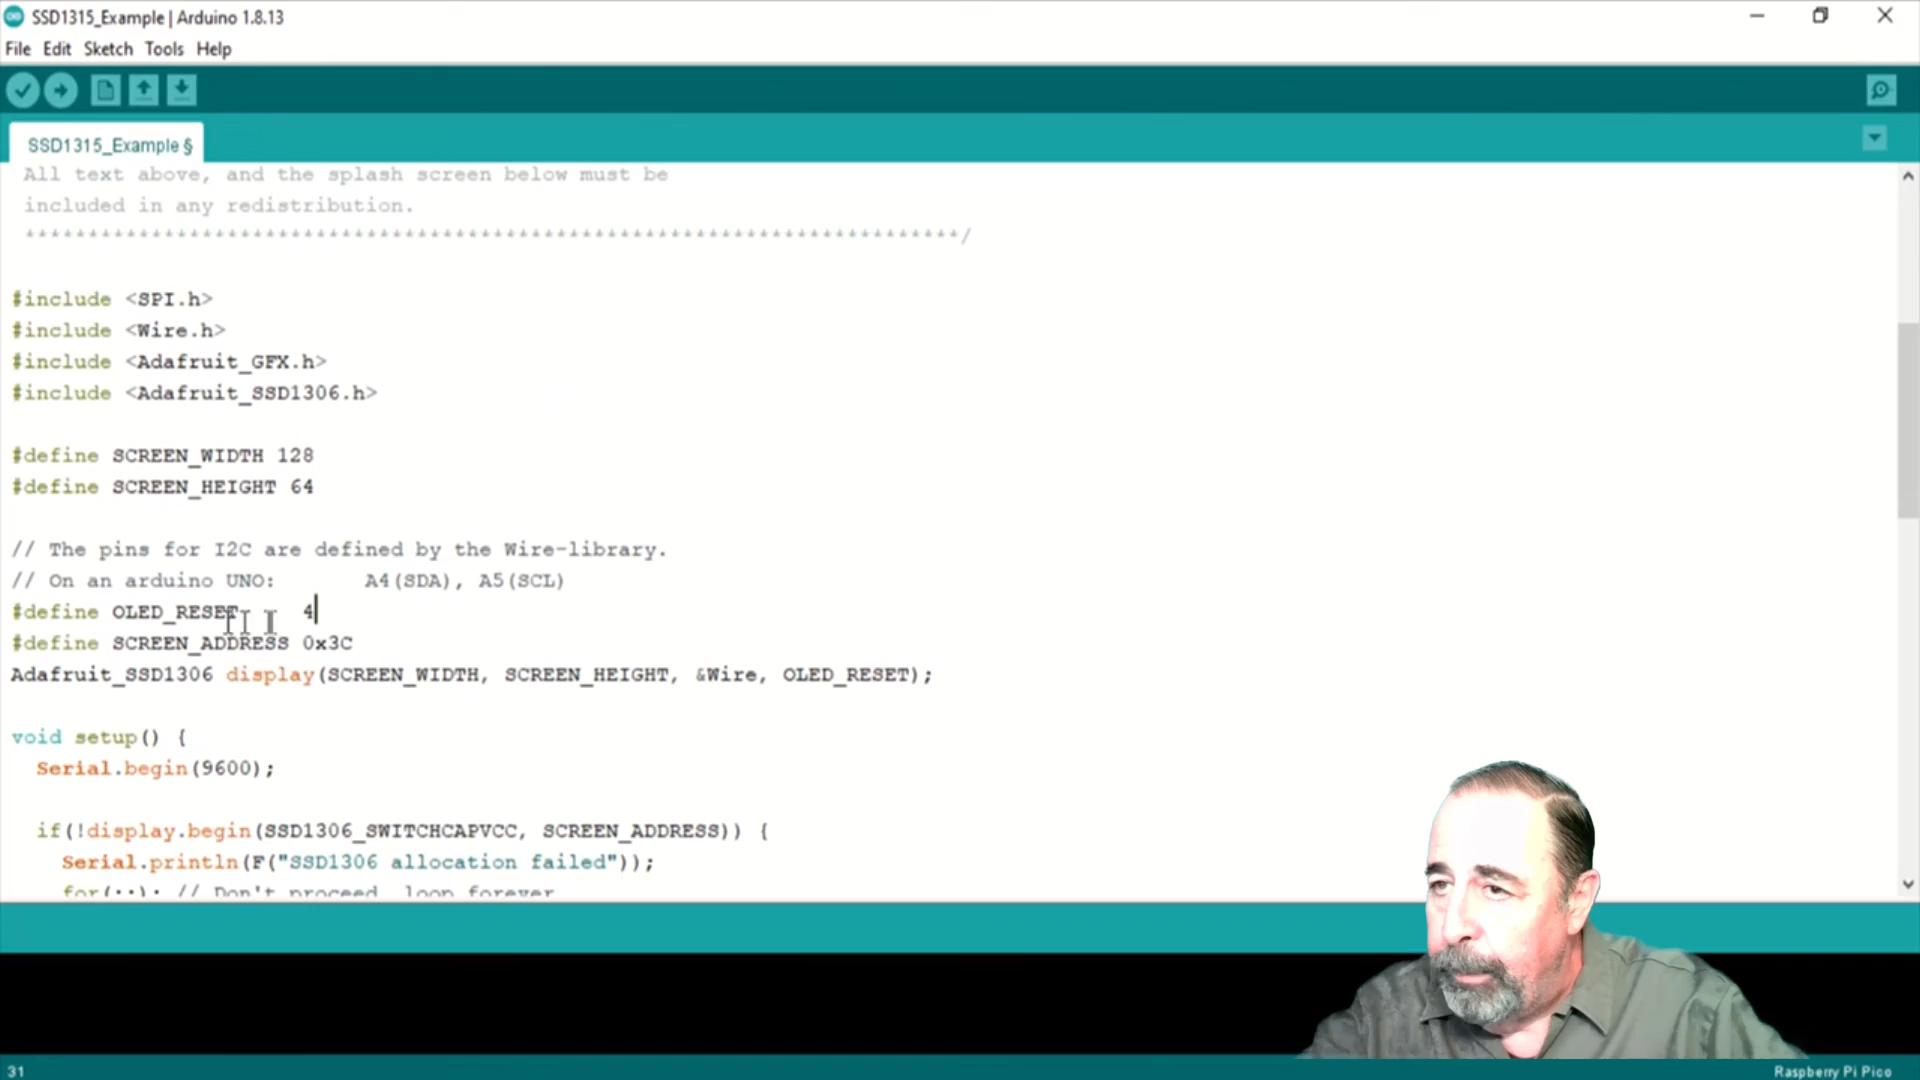 SSD1315_Example | Arduino 1.8.13
File Edit Sketch Tools Help
SSD1315_Example §
All text above, and the splash screen below must be
included in any redistribution.
**************************************************************************/
#include <SPI.h>
#include <Wire.h>
#include <Adafruit_GFX.h>
#include <Adafruit_SSD1306.h>
#define SCREEN_WIDTH 128
#define SCREEN_HEIGHT 64
// The pins for I2C are defined by the Wire-library.
// On an arduino UNO:       A4(SDA), A5(SCL)
#define OLED_RESET     4
#define SCREEN_ADDRESS 0x3C
Adafruit_SSD1306 display(SCREEN_WIDTH, SCREEN_HEIGHT, &Wire, OLED_RESET);
void setup() {
Serial.begin(9600);
if(!display.begin(SSD1306_SWITCHCAPVCC, SCREEN_ADDRESS)) {
Serial.println(F("SSD1306 allocation failed"));
for(;;); // Don't proceed, loop forever
31
Raspberry Pi Pico